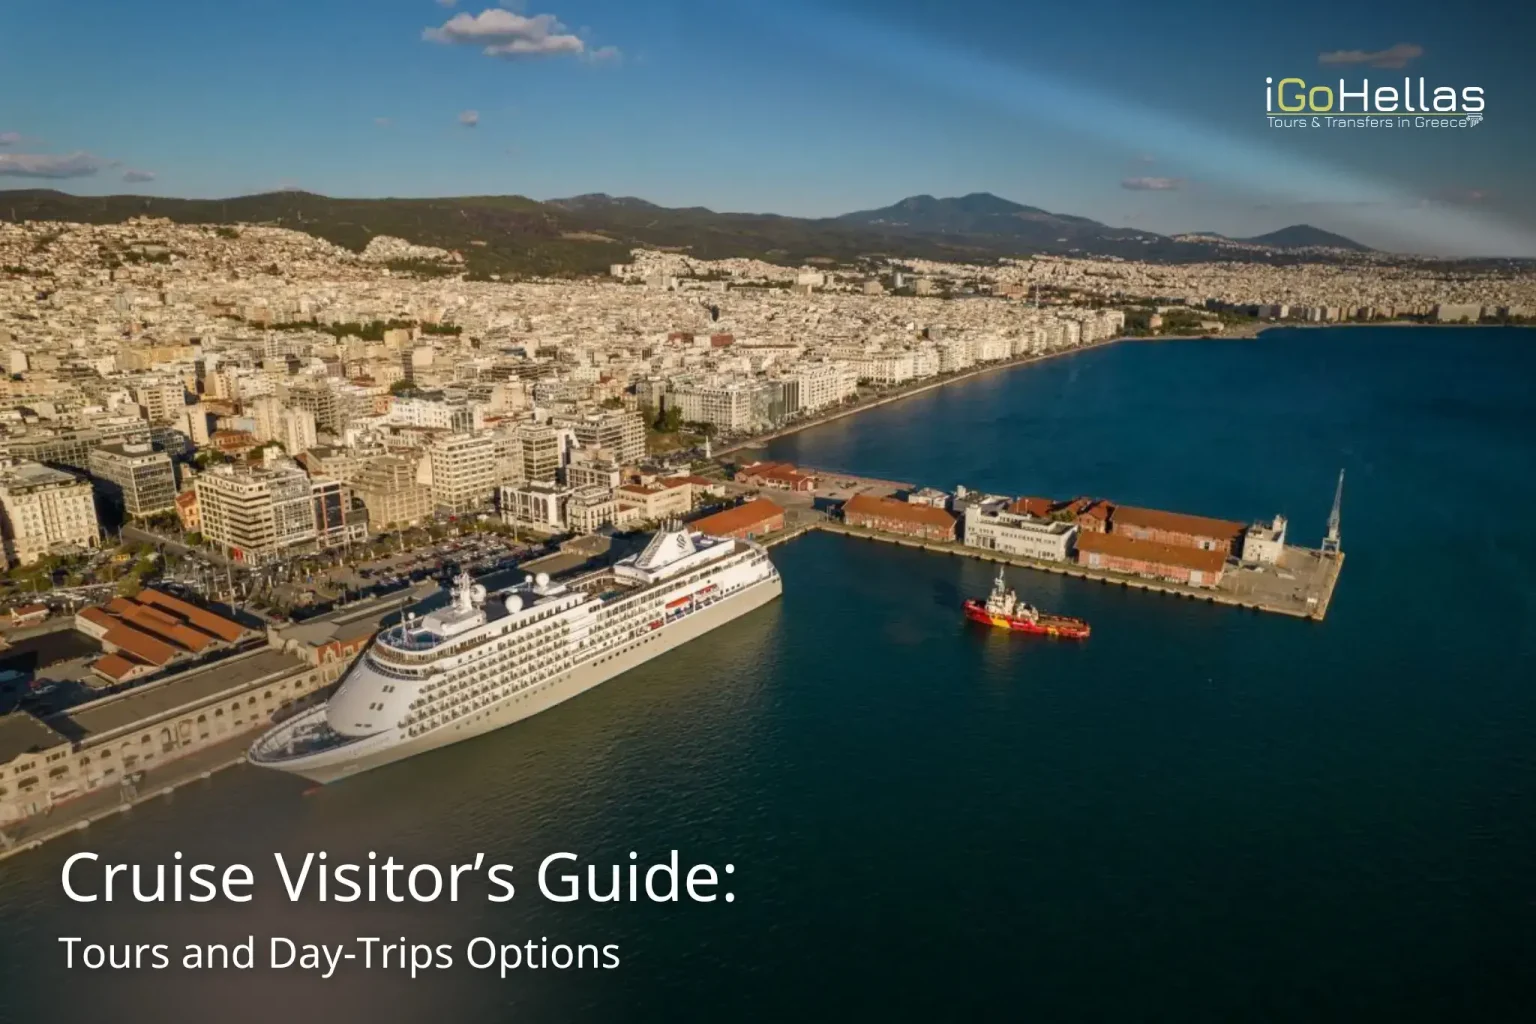 iGoHellas
Tours & Transfers in Greece
Cruise Visitor’s Guide:
Tours and Day-Trips Options